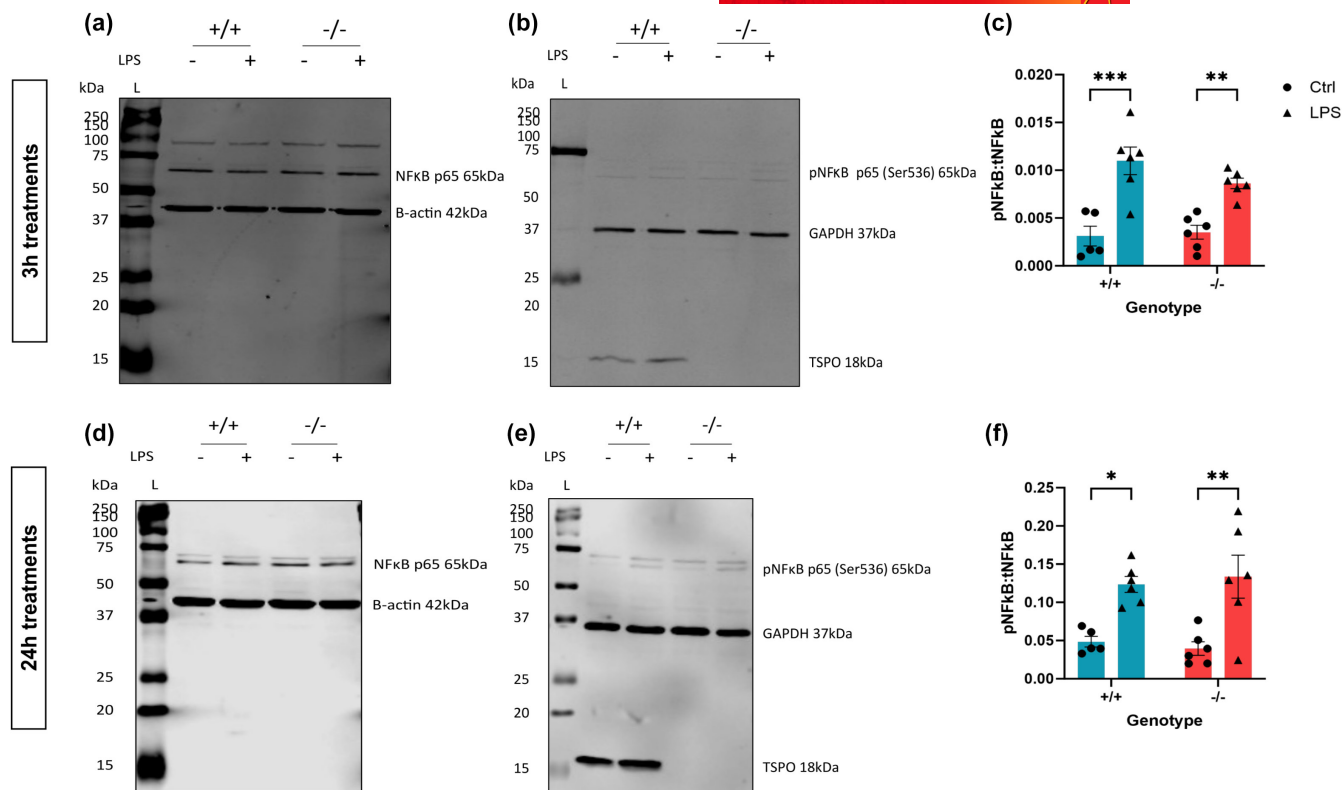 (a)
+/+ -/-
LPS - + - +
kDa L
250
150
100
75
50
37
25
20
15
NFκB p65 65kDa
B-actin 42kDa
3h treatments
(b)
+/+ -/-
LPS - + - +
kDa L
250
150
100
75
50
37
25
20
15
pNFκB p65 (Ser536) 65kDa
GAPDH 37kDa
TSPO 18kDa
(c)
pNFkB:tNFkB
0.020
0.015
0.010
0.005
0.000
*** **
+/+ -/-
Genotype
Ctrl
LPS
(d)
+/+ -/-
LPS - + - +
kDa L
250
150
100
75
50
37
25
20
15
NFκB p65 65kDa
B-actin 42kDa
24h treatments
(e)
+/+ -/-
LPS - + - +
kDa L
250
150
100
75
50
37
25
20
15
pNFκB p65 (Ser536) 65kDa
GAPDH 37kDa
TSPO 18kDa
(f)
pNFkB:tNFkB
0.25
0.20
0.15
0.10
0.05
0.00
* **
+/+ -/-
Genotype